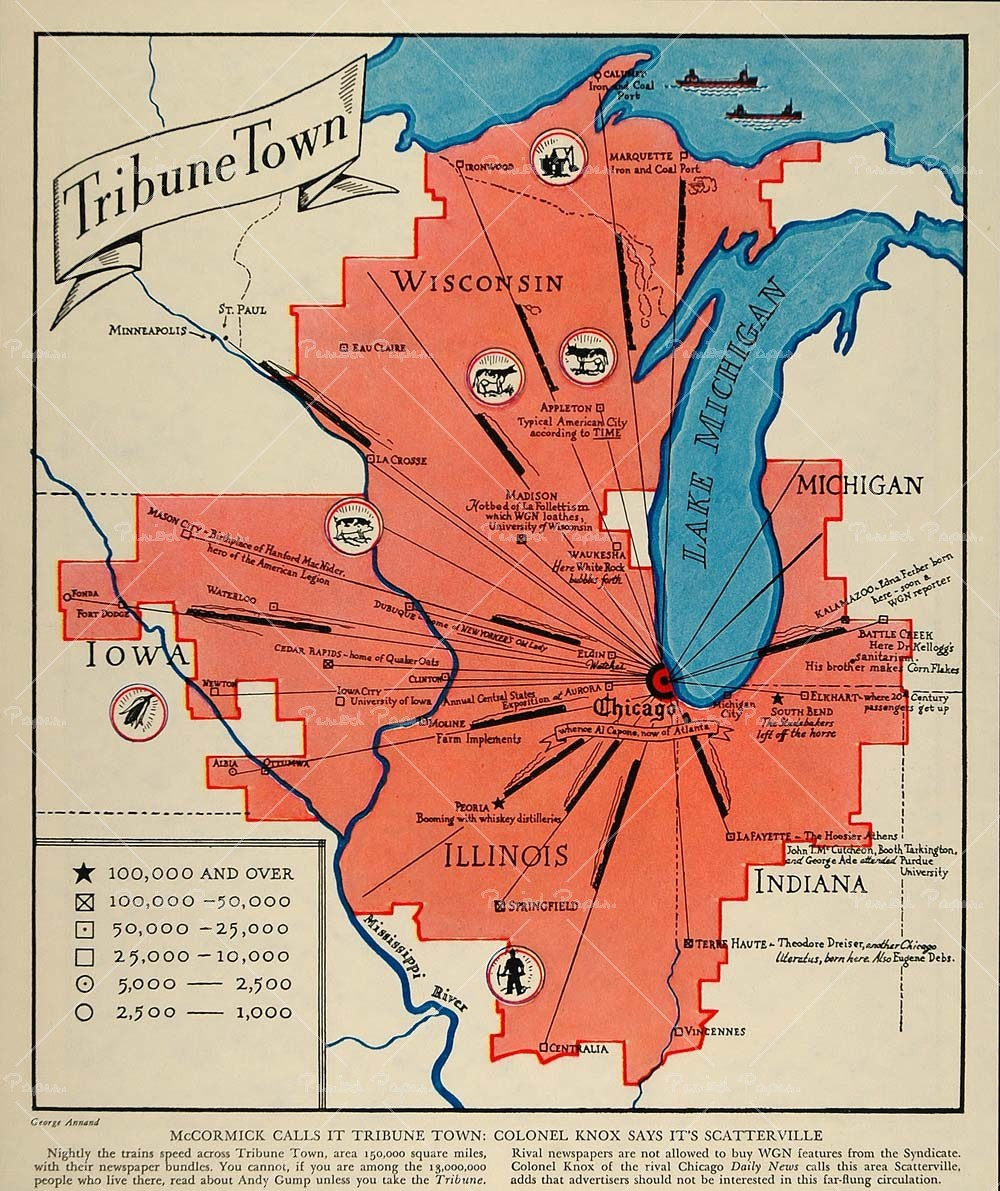 Tribune Town
CALUMET
Iron and Coal
Port
IRONWOOD
MARQUETTE
Iron and Coal Port
WISCONSIN
ST. PAUL
MINNEAPOLIS
EAU CLAIRE
LAKE MICHIGAN
APPLETON
Typical American City
according to TIME
LA CROSSE
MICHIGAN
MADISON
Hotbed of La Follettism
which WGN loathes,
University of Wisconsin
MASON CITY - Birthplace of Hanford MacNider,
hero of the American
Legion
WAUKESHA
Here White Rock
bubbles forth.
FONDA
FORT DODGE
WATERLOO
DUBUQUE - home of NEW YORKER'S Old Lady
KALAMAZOO - Edna Ferber born
here - soon a
WGN reporter
BATTLE CREEK
Here Dr. Kellogg's
sanitarium.
His brother makes Corn Flakes
IOWA
CEDAR RAPIDS - home of Quaker Oats
ELGIN
Watches
CLINTON
NEWTON
IOWA CITY
University of Iowa
Annual Central States
Exposition at AURORA
Chicago
whence Al Capone, now of Atlanta
Michigan
City
SOUTH BEND
The Studebakers
left off the horse
ELKHART - where 20th Century
passengers get up
MOLINE
Farm Implements
ALBIA
OTTUMWA
PEORIA
Booming with whiskey distilleries
LAFAYETTE - The Hoosier Athens
John T. McCutcheon, Booth Tarkington,
and George Ade attended Purdue
University
ILLINOIS
INDIANA
SPRINGFIELD
TERRE HAUTE - Theodore Dreiser, another Chicago
literatus, born here. Also Eugene Debs.
Mississippi
River
VINCENNES
CENTRALIA
100,000 AND OVER
100,000 - 50,000
50,000 - 25,000
25,000 - 10,000
5,000 — 2,500
2,500 — 1,000
George Annand
McCORMICK CALLS IT TRIBUNE TOWN: COLONEL KNOX SAYS IT'S SCATTERVILLE
Nightly the trains speed across Tribune Town, area 150,000 square miles,
with their newspaper bundles. You cannot, if you are among the 13,000,000
people who live there, read about Andy Gump unless you take the Tribune.
Rival newspapers are not allowed to buy WGN features from the Syndicate.
Colonel Knox of the rival Chicago Daily News calls this area Scatterville,
adds that advertisers should not be interested in this far-flung circulation.
Period Paper.